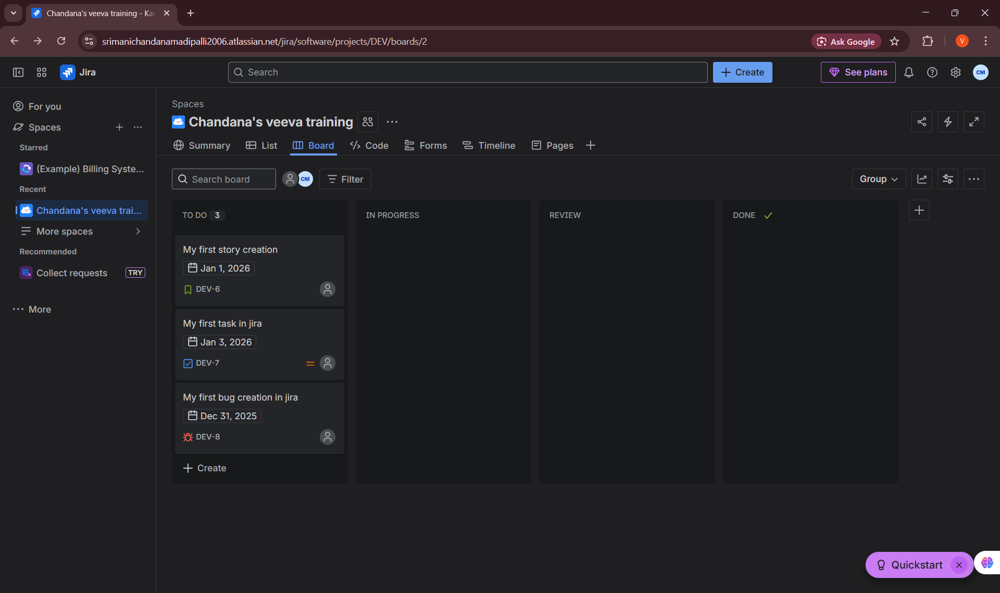 Chandana's veeva training - Kar
srimanichandanamadipalli2006.atlassian.net/jira/software/projects/DEV/boards/2
Ask Google
V
Jira
Search
Create
See plans
CM
For you
Spaces
Starred
(Example) Billing Syste...
Recent
Chandana's veeva trai...
More spaces
Recommended
Collect requests
TRY
More
Spaces
Chandana's veeva training
Summary
List
Board
Code
Forms
Timeline
Pages
Search board
CM
Filter
Group
TO DO 3
IN PROGRESS
REVIEW
DONE
My first story creation
Jan 1, 2026
DEV-6
My first task in jira
Jan 3, 2026
DEV-7
My first bug creation in jira
Dec 31, 2025
DEV-8
Create
Quickstart